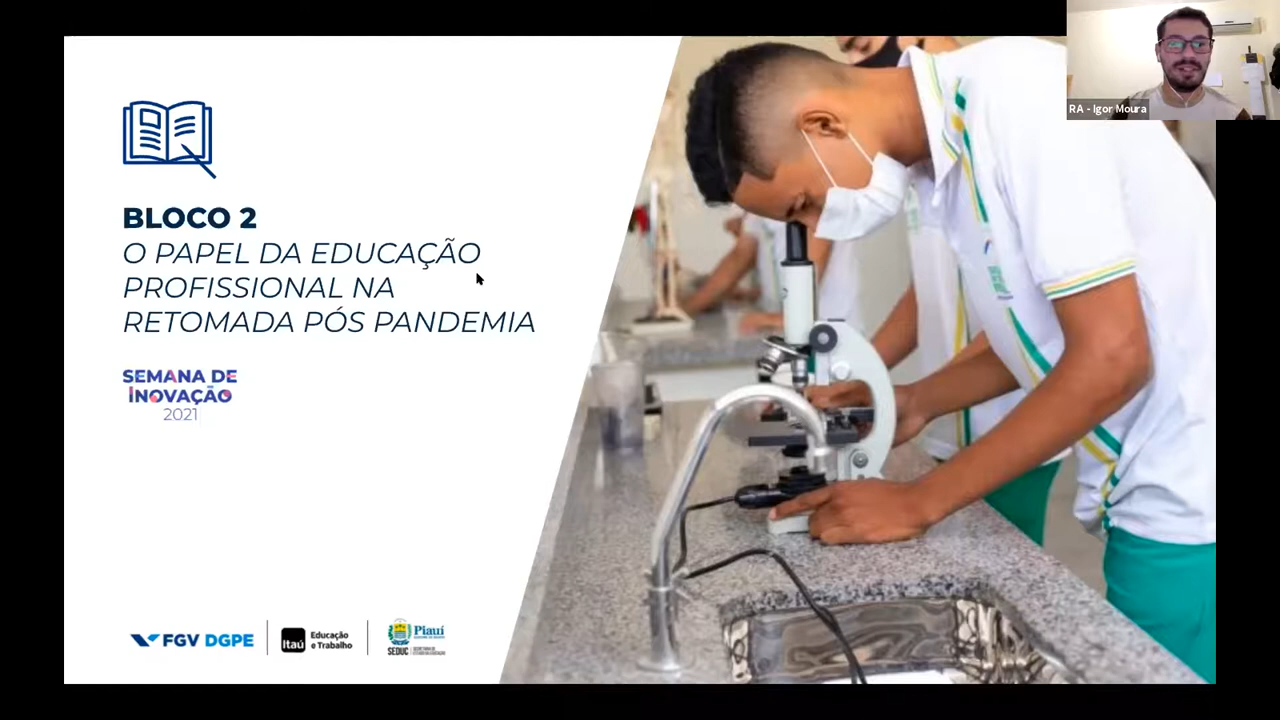 RA - Igor Moura
BLOCO 2
O PAPEL DA EDUCAÇÃO
PROFISSIONAL NA
RETOMADA PÓS PANDEMIA
SEMANA DE
INOVAÇÃO
2021
FGV DGPE
Itaú
Educação
e Trabalho
Piauí
SEDUC